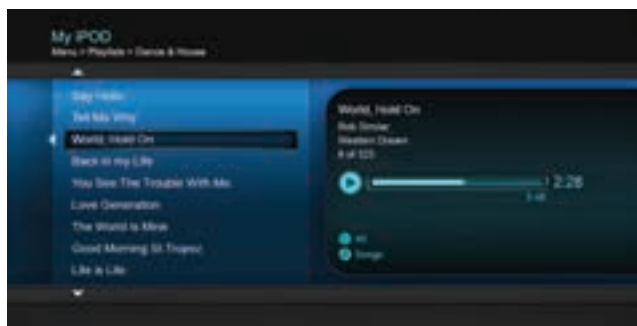 My iPOD
Menu > Playlists > Dance & House
Say Hello
Tell Me Why
World, Hold On
Back in my Life
You See The Trouble With Me
Love Generation
The World is Mine
Good Morning St.Tropez
Life is Life
World, Hold On
Bob Sinclar
Western Dream
2:28
All
Songs